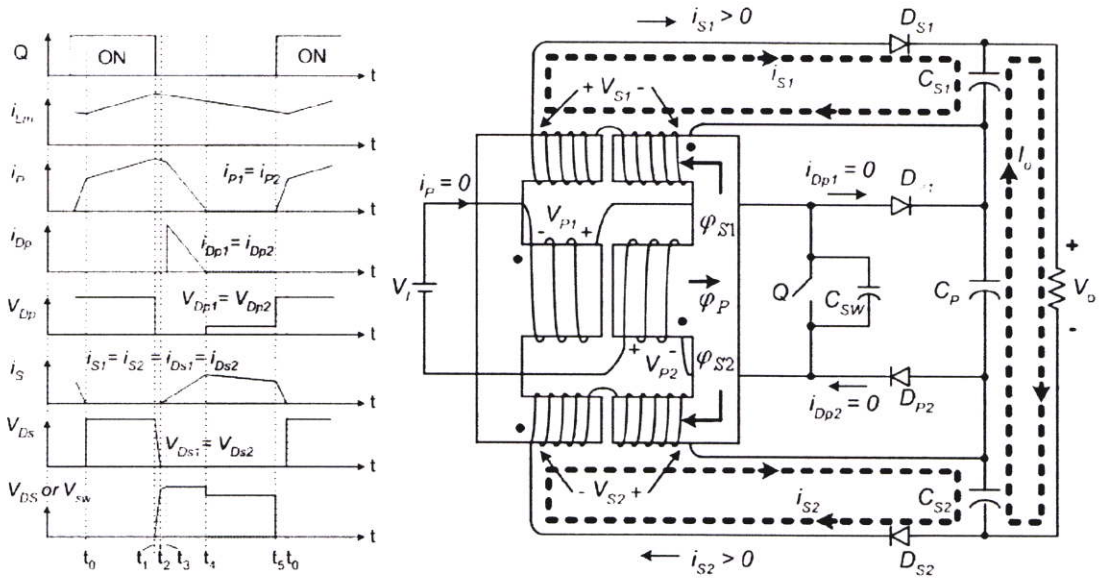 Q
ON
ON
t
i_Lm
t
i_P
i_P1 = i_P2
t
i_Dp
i_Dp1 = i_Dp2
t
V_Dp
V_Dp1 = V_Dp2
t
i_S
i_S1 = i_S2 = i_Ds1 = i_Ds2
t
V_Ds
V_Ds1 = V_Ds2
t
V_DS or V_sw
t
t_0 t_1 t_2 t_3 t_4 t_5 t_0
i_S1 > 0
D_S1
i_S1
C_S1
+ V_S1 -
i_P = 0
V_P1
- +
φ_S1
i_Dp1 = 0
I_o
V_I
φ_P
Q
C_SW
C_P
+
V_o
-
+ V_P2 -
φ_S2
i_Dp2 = 0
D_P2
- V_S2 +
i_S2
C_S2
i_S2 > 0
D_S2